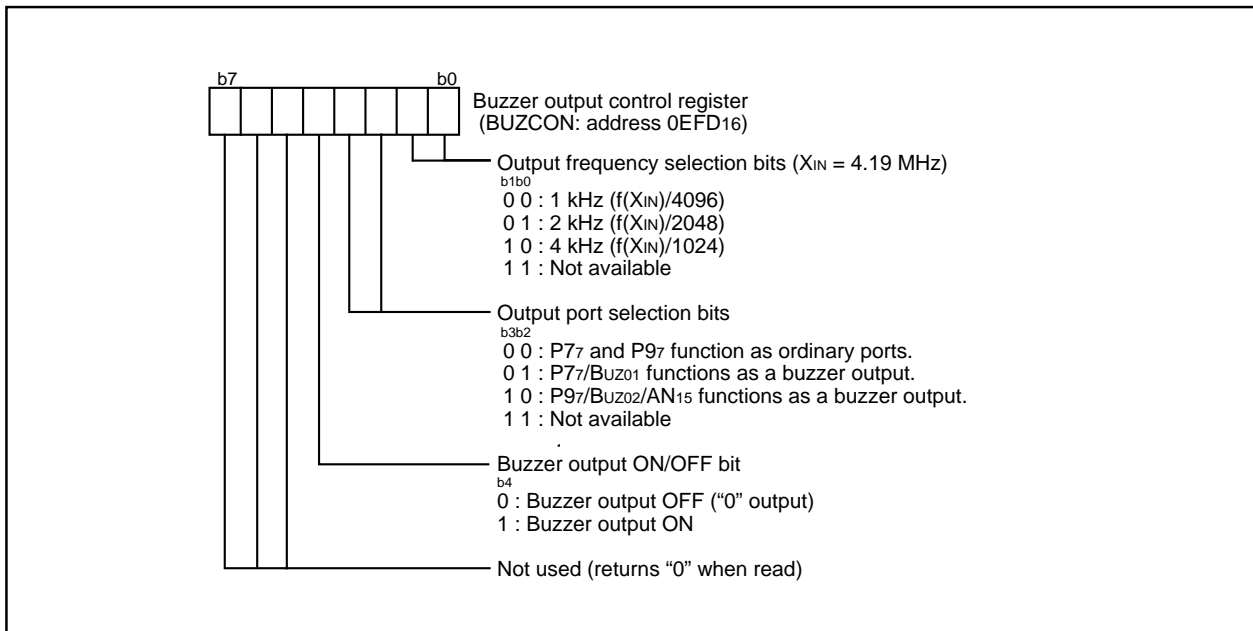 b7 b0
Buzzer output control register
(BUZCON: address 0EFD16)
Output frequency selection bits (XIN = 4.19 MHz)
b1b0
0 0 : 1 kHz (f(XIN)/4096)
0 1 : 2 kHz (f(XIN)/2048)
1 0 : 4 kHz (f(XIN)/1024)
1 1 : Not available
Output port selection bits
b3b2
0 0 : P77 and P97 function as ordinary ports.
0 1 : P77/BUZ01 functions as a buzzer output.
1 0 : P97/BUZ02/AN15 functions as a buzzer output.
1 1 : Not available
Buzzer output ON/OFF bit
b4
0 : Buzzer output OFF (“0” output)
1 : Buzzer output ON
Not used (returns “0” when read)